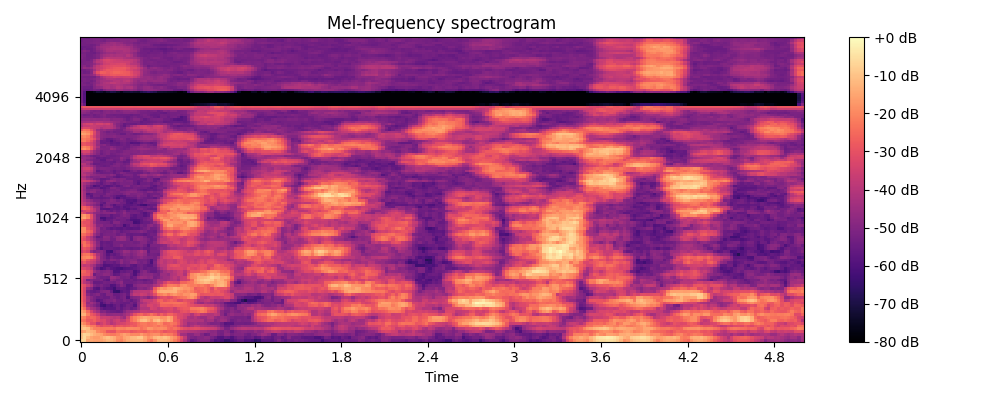 Mel-frequency spectrogram
Hz
4096
2048
1024
512
0
0 0.6 1.2 1.8 2.4 3 3.6 4.2 4.8
Time
+0 dB
-10 dB
-20 dB
-30 dB
-40 dB
-50 dB
-60 dB
-70 dB
-80 dB